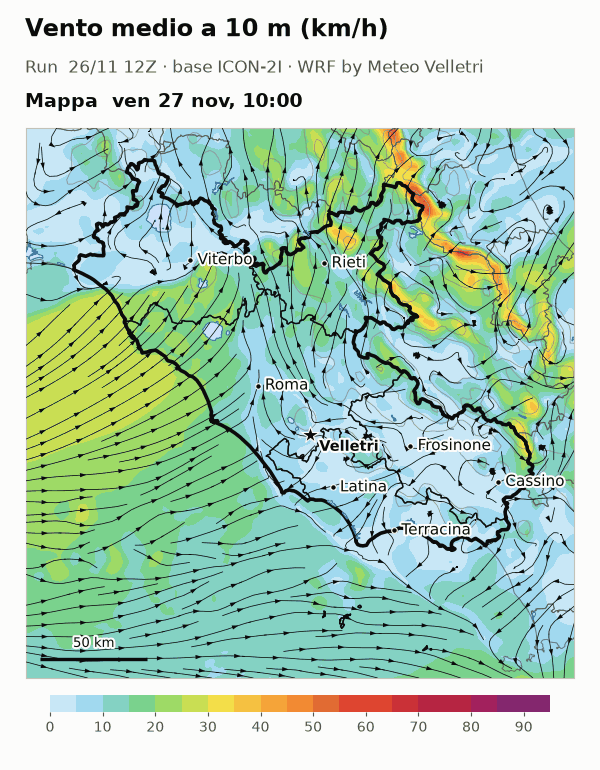 Vento medio a 10 m (km/h)
Run  26/11 12Z · base ICON-2I · WRF by Meteo Velletri
Mappa  ven 27 nov, 10:00
Viterbo
Rieti
Roma
Velletri
Frosinone
Cassino
Latina
Terracina
50 km
0 10 20 30 40 50 60 70 80 90